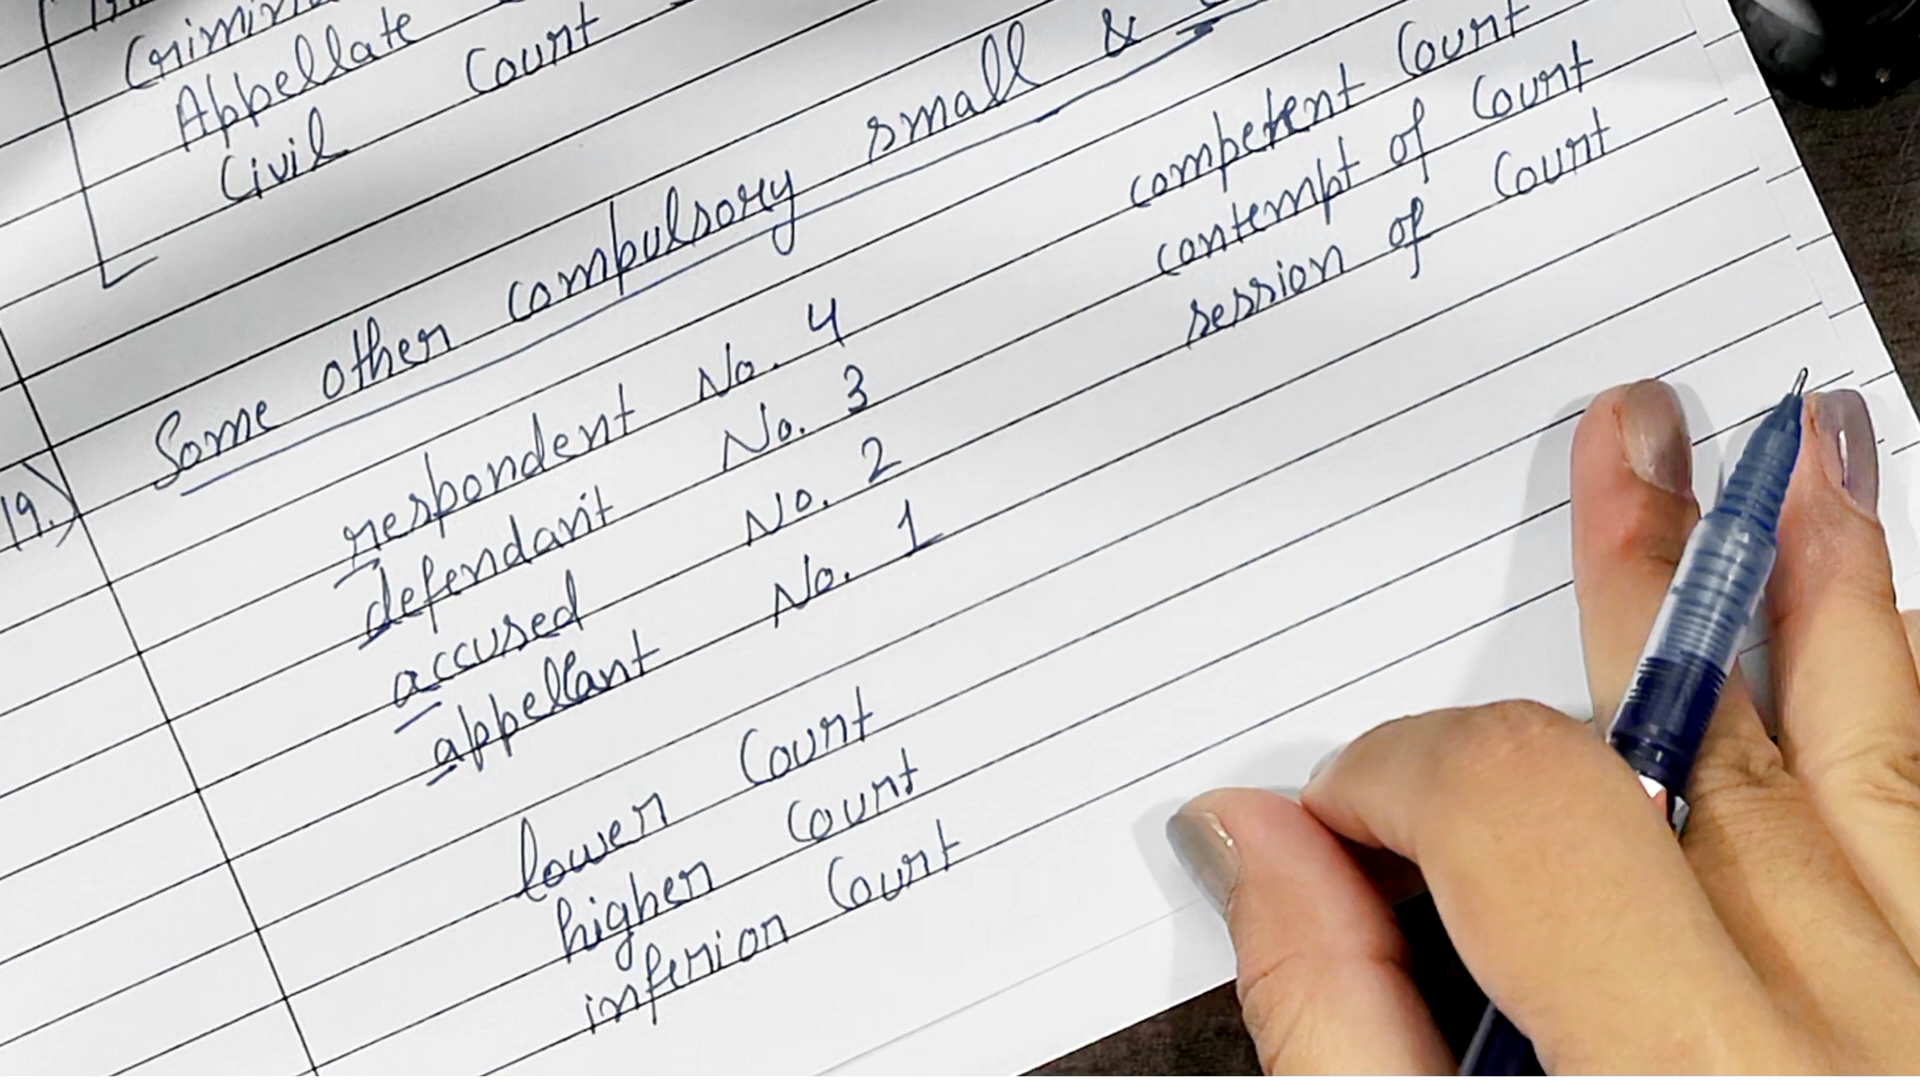 Appellate
Civil Court
19.) Some other compulsory small &
respondent No. 4
defendant No. 3
accused No. 2
appellant No. 1
competent Court
contempt of Court
session of Court
lower Court
higher Court
inferior Court